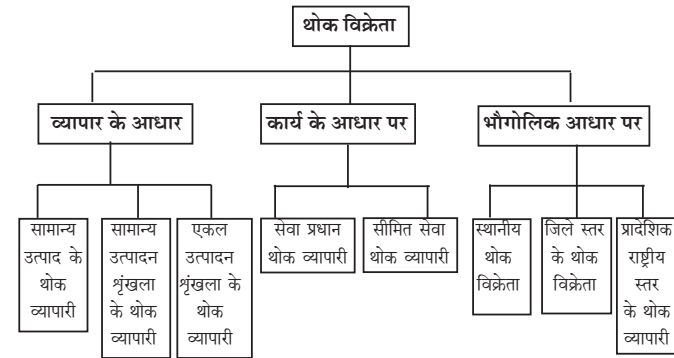 थोक विक्रेता
व्यापार के आधार
कार्य के आधार पर
भौगोलिक आधार पर
सामान्य
उत्पाद के
थोक
व्यापारी
सामान्य
उत्पादन
शृंखला
के थोक
व्यापारी
एकल
उत्पादन
शृंखला के
थोक
व्यापारी
सेवा प्रधान
थोक व्यापारी
सीमित सेवा
थोक व्यापारी
स्थानीय
थोक
विक्रेता
जिले स्तर
के थोक
विक्रेता
प्रादेशिक
राष्ट्रीय
स्तर
के थोक
व्यापारी